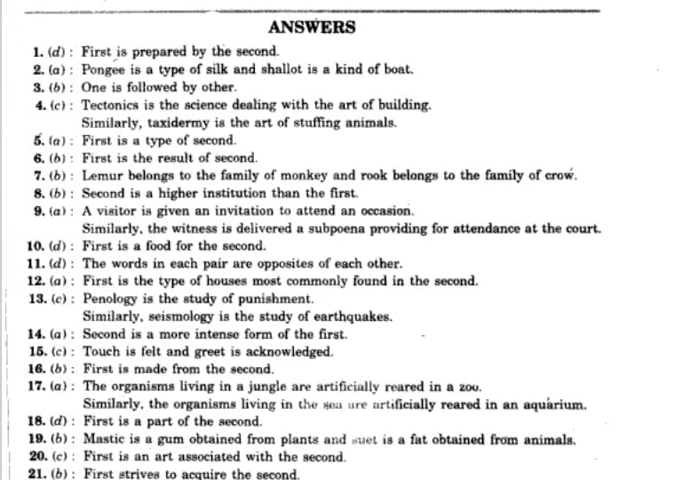 ANSWERS
1. (d) : First is prepared by the second.
2. (a) : Pongee is a type of silk and shallot is a kind of boat.
3. (b) : One is followed by other.
4. (c) : Tectonics is the science dealing with the art of building.
Similarly, taxidermy is the art of stuffing animals.
5. (a) : First is a type of second.
6. (b) : First is the result of second.
7. (b) : Lemur belongs to the family of monkey and rook belongs to the family of crow.
8. (b) : Second is a higher institution than the first.
9. (a) : A visitor is given an invitation to attend an occasion.
Similarly, the witness is delivered a subpoena providing for attendance at the court.
10. (d) : First is a food for the second.
11. (d) : The words in each pair are opposites of each other.
12. (a) : First is the type of houses most commonly found in the second.
13. (c) : Penology is the study of punishment.
Similarly, seismology is the study of earthquakes.
14. (a) : Second is a more intense form of the first.
15. (c) : Touch is felt and greet is acknowledged.
16. (b) : First is made from the second.
17. (a) : The organisms living in a jungle are artificially reared in a zoo.
Similarly, the organisms living in the sea are artificially reared in an aquarium.
18. (d) : First is a part of the second.
19. (b) : Mastic is a gum obtained from plants and suet is a fat obtained from animals.
20. (c) : First is an art associated with the second.
21. (b) : First strives to acquire the second.